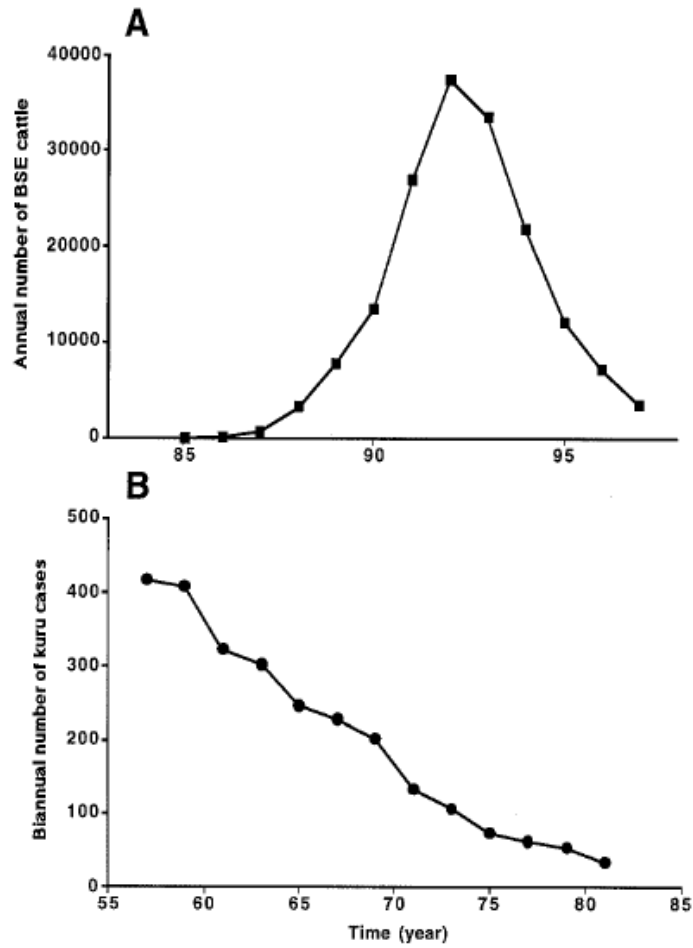 A
Annual number of BSE cattle
40000
30000
20000
10000
0
85 90 95
B
Biannual number of kuru cases
500
400
300
200
100
0
55 60 65 70 75 80 85
Time (year)